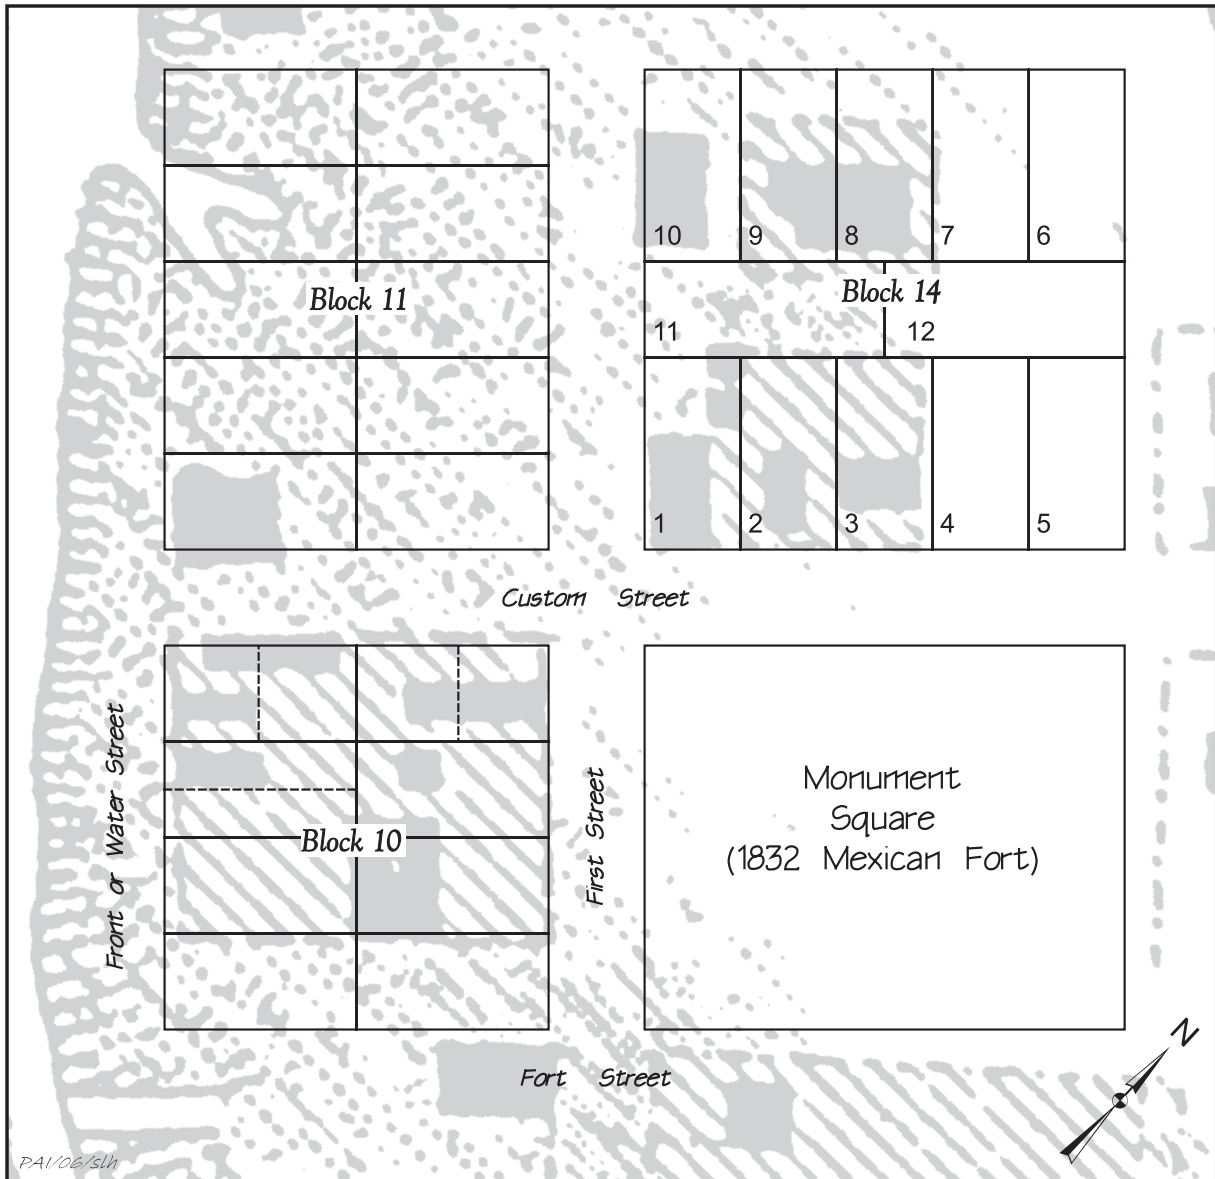 10 9 8 7 6
Block 11
Block 14
11 12
1 2 3 4 5
Custom Street
Front or Water Street
First Street
Monument
Square
(1832 Mexican Fort)
Block 10
Fort Street
N
PAI/06/slh